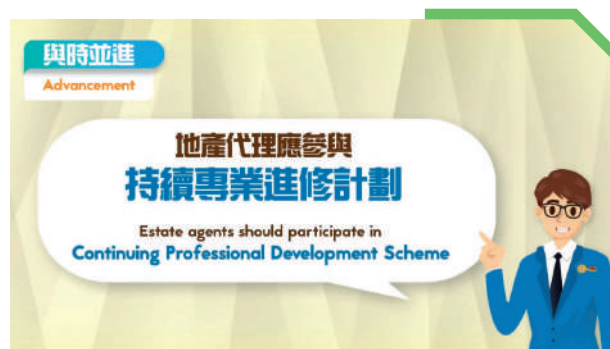 與時並進
Advancement
地產代理應參與
持續專業進修計劃
Estate agents should participate in
Continuing Professional Development Scheme